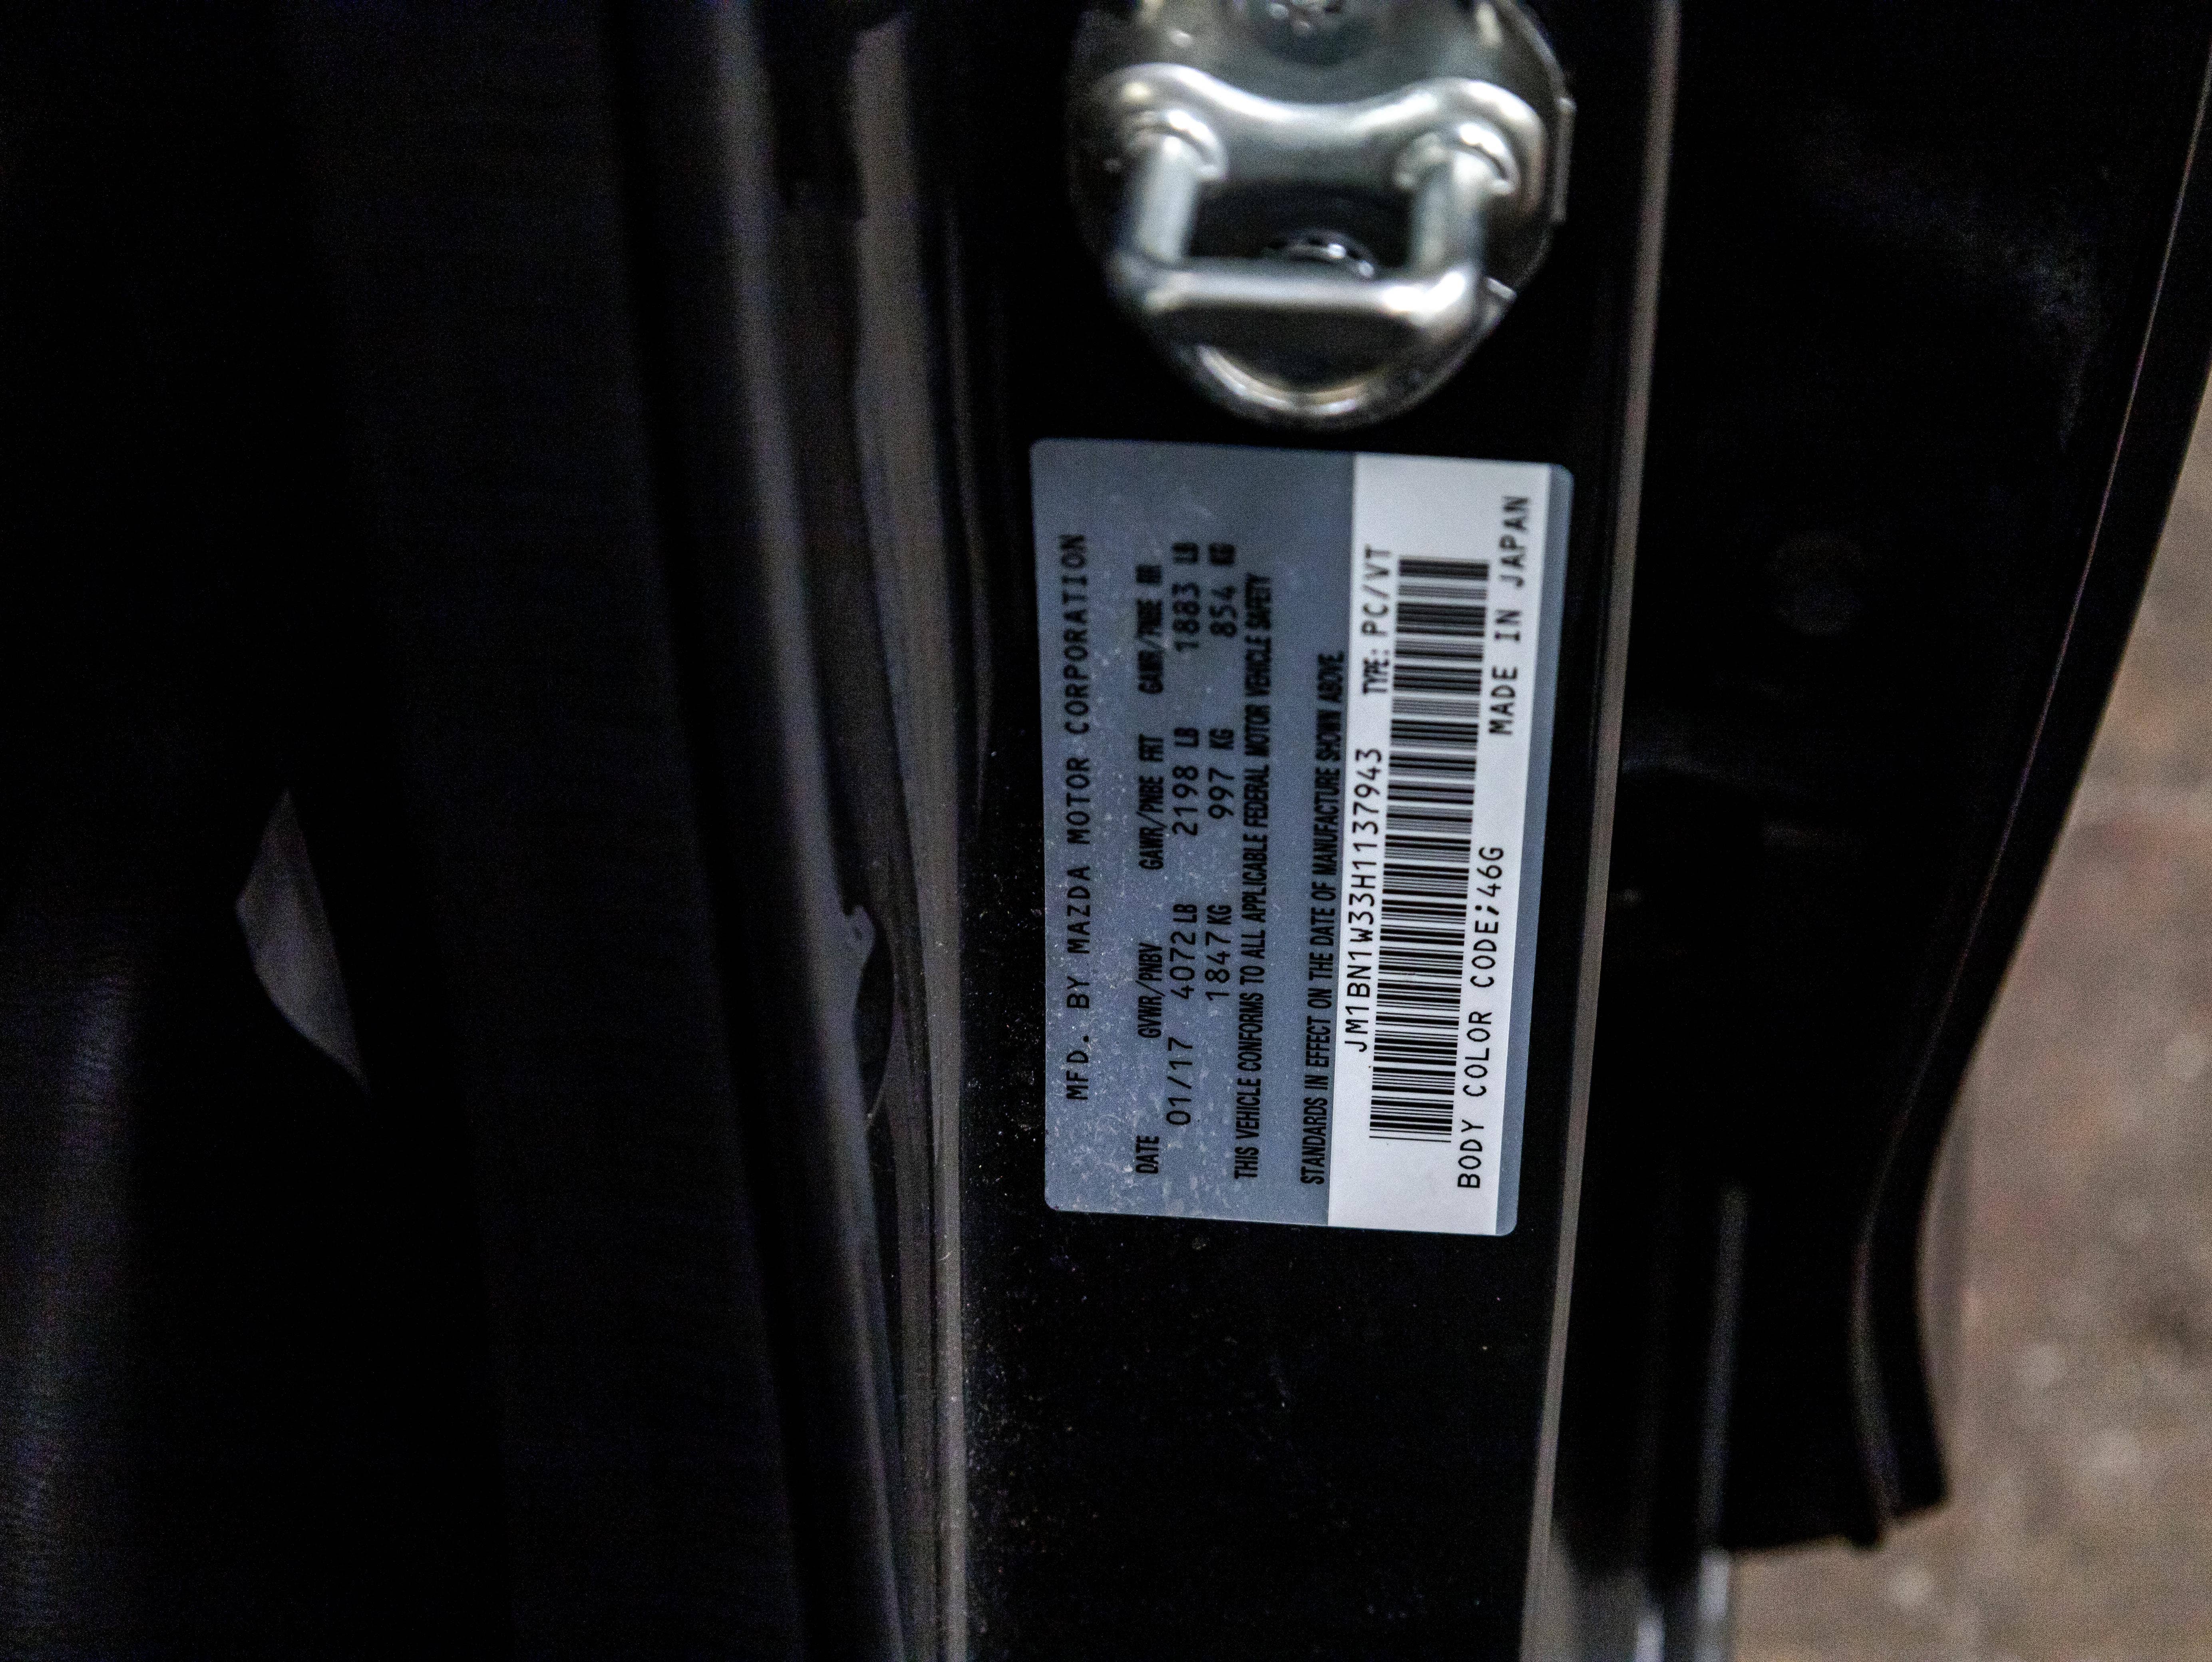 MFD. BY MAZDA MOTOR CORPORATION
DATE GVWR/PNBV GAWR/PNBE FRT GAWR/PNBE RR
01/17 4072 LB 2198 LB 1883 LB
1847 KG 997 KG 854 KG
THIS VEHICLE CONFORMS TO ALL APPLICABLE FEDERAL MOTOR VEHICLE SAFETY
STANDARDS IN EFFECT ON THE DATE OF MANUFACTURE SHOWN ABOVE.
JM1BN1W33H1137943 TYPE: PC/VT
BODY COLOR CODE;46G MADE IN JAPAN